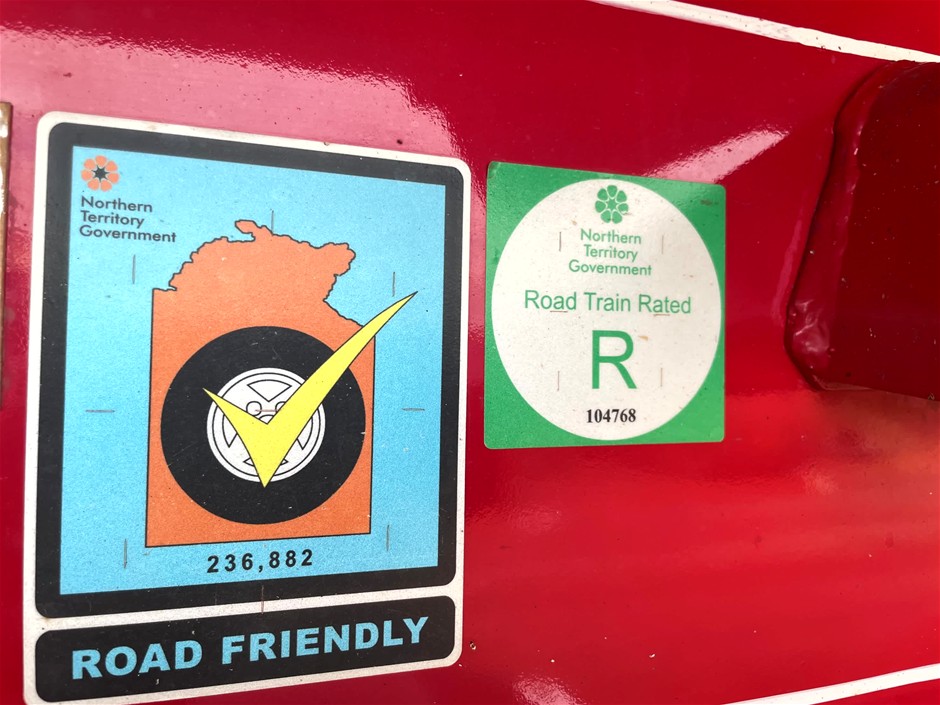 Northern
Territory
Government
236,882
ROAD FRIENDLY
Northern
Territory
Government
Road Train Rated
R
104768